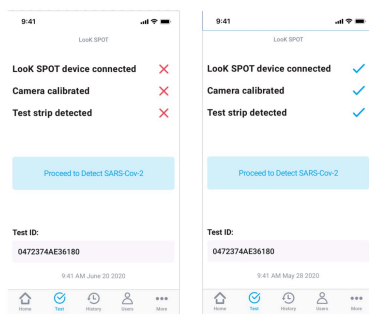 9:41
LooK SPOT
LooK SPOT device connected
Camera calibrated
Test strip detected
Proceed to Detect SARS-Cov-2
Test ID:
0472374AE36180
9:41 AM June 20 2020
Home Test History Users More
9:41
LooK SPOT
LooK SPOT device connected
Camera calibrated
Test strip detected
Proceed to Detect SARS-Cov-2
Test ID:
0472374AE36180
9:41 AM May 28 2020
Home Test History Users More